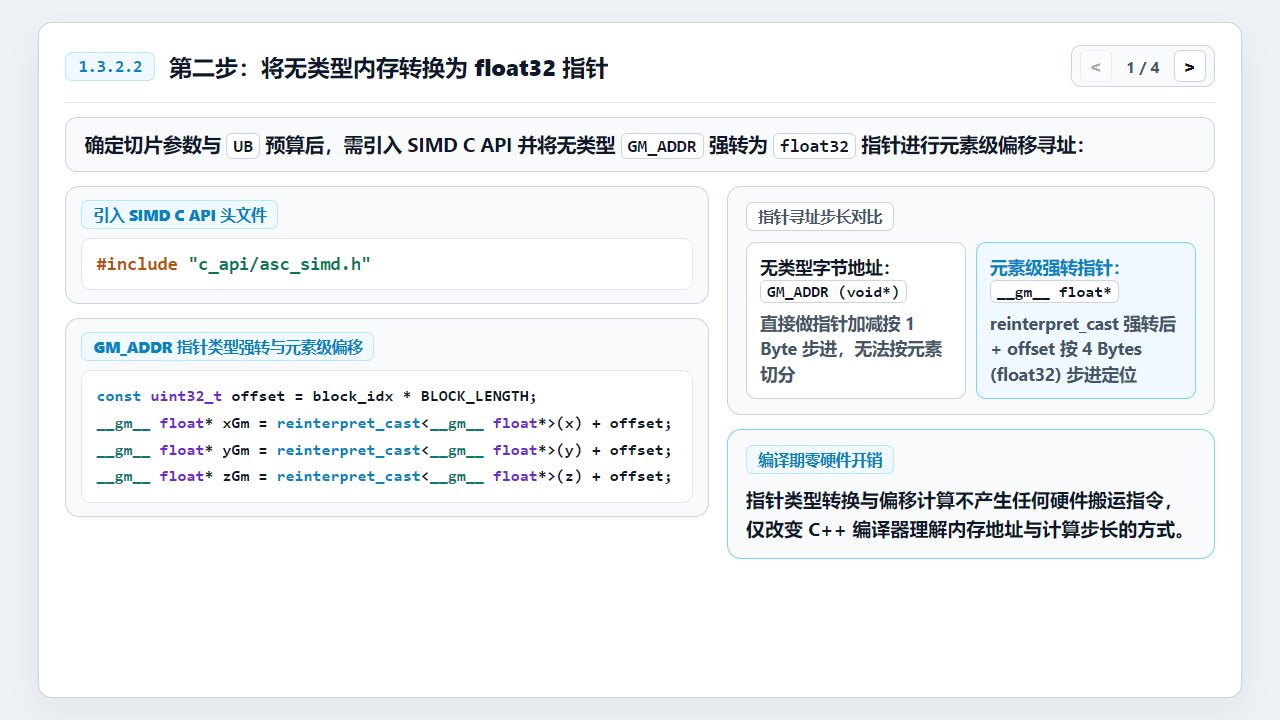 1.3.2.2 第二步：将无类型内存转换为 float32 指针
< 1 / 4 >
确定切片参数与 UB 预算后，需引入 SIMD C API 并将无类型 GM_ADDR 强转为 float32 指针进行元素级偏移寻址：
引入 SIMD C API 头文件
#include "c_api/asc_simd.h"
GM_ADDR 指针类型强转与元素级偏移
const uint32_t offset = block_idx * BLOCK_LENGTH;
__gm__ float* xGm = reinterpret_cast<__gm__ float*>(x) + offset;
__gm__ float* yGm = reinterpret_cast<__gm__ float*>(y) + offset;
__gm__ float* zGm = reinterpret_cast<__gm__ float*>(z) + offset;
指针寻址步长对比
无类型字节地址：
GM_ADDR (void*)
直接做指针加减按 1
Byte 步进，无法按元素
切分
元素级强转指针：
__gm__ float*
reinterpret_cast 强转后
+ offset 按 4 Bytes
(float32) 步进定位
编译期零硬件开销
指针类型转换与偏移计算不产生任何硬件搬运指令，
仅改变 C++ 编译器理解内存地址与计算步长的方式。